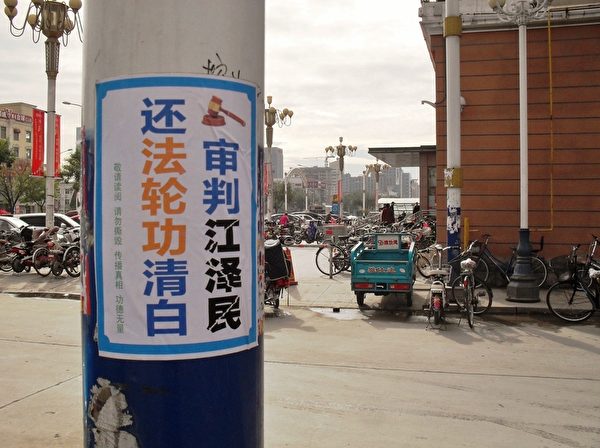 审判江泽民
还法轮功清白
敬请读阅 请勿撕毁 传播真相 功德无量